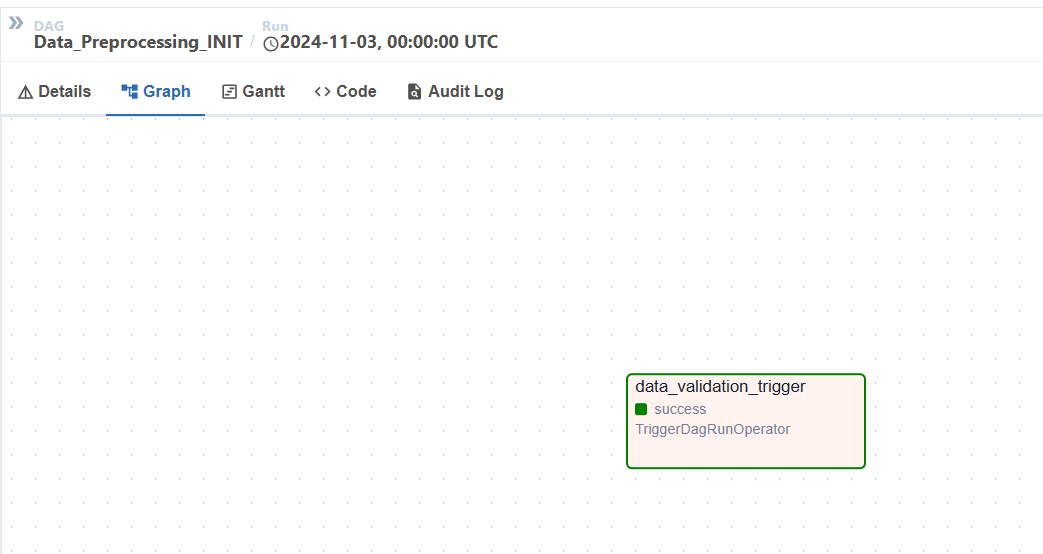 DAG
Data_Preprocessing_INIT
/
Run
2024-11-03, 00:00:00 UTC
Details
Graph
Gantt
Code
Audit Log
data_validation_trigger
success
TriggerDagRunOperator